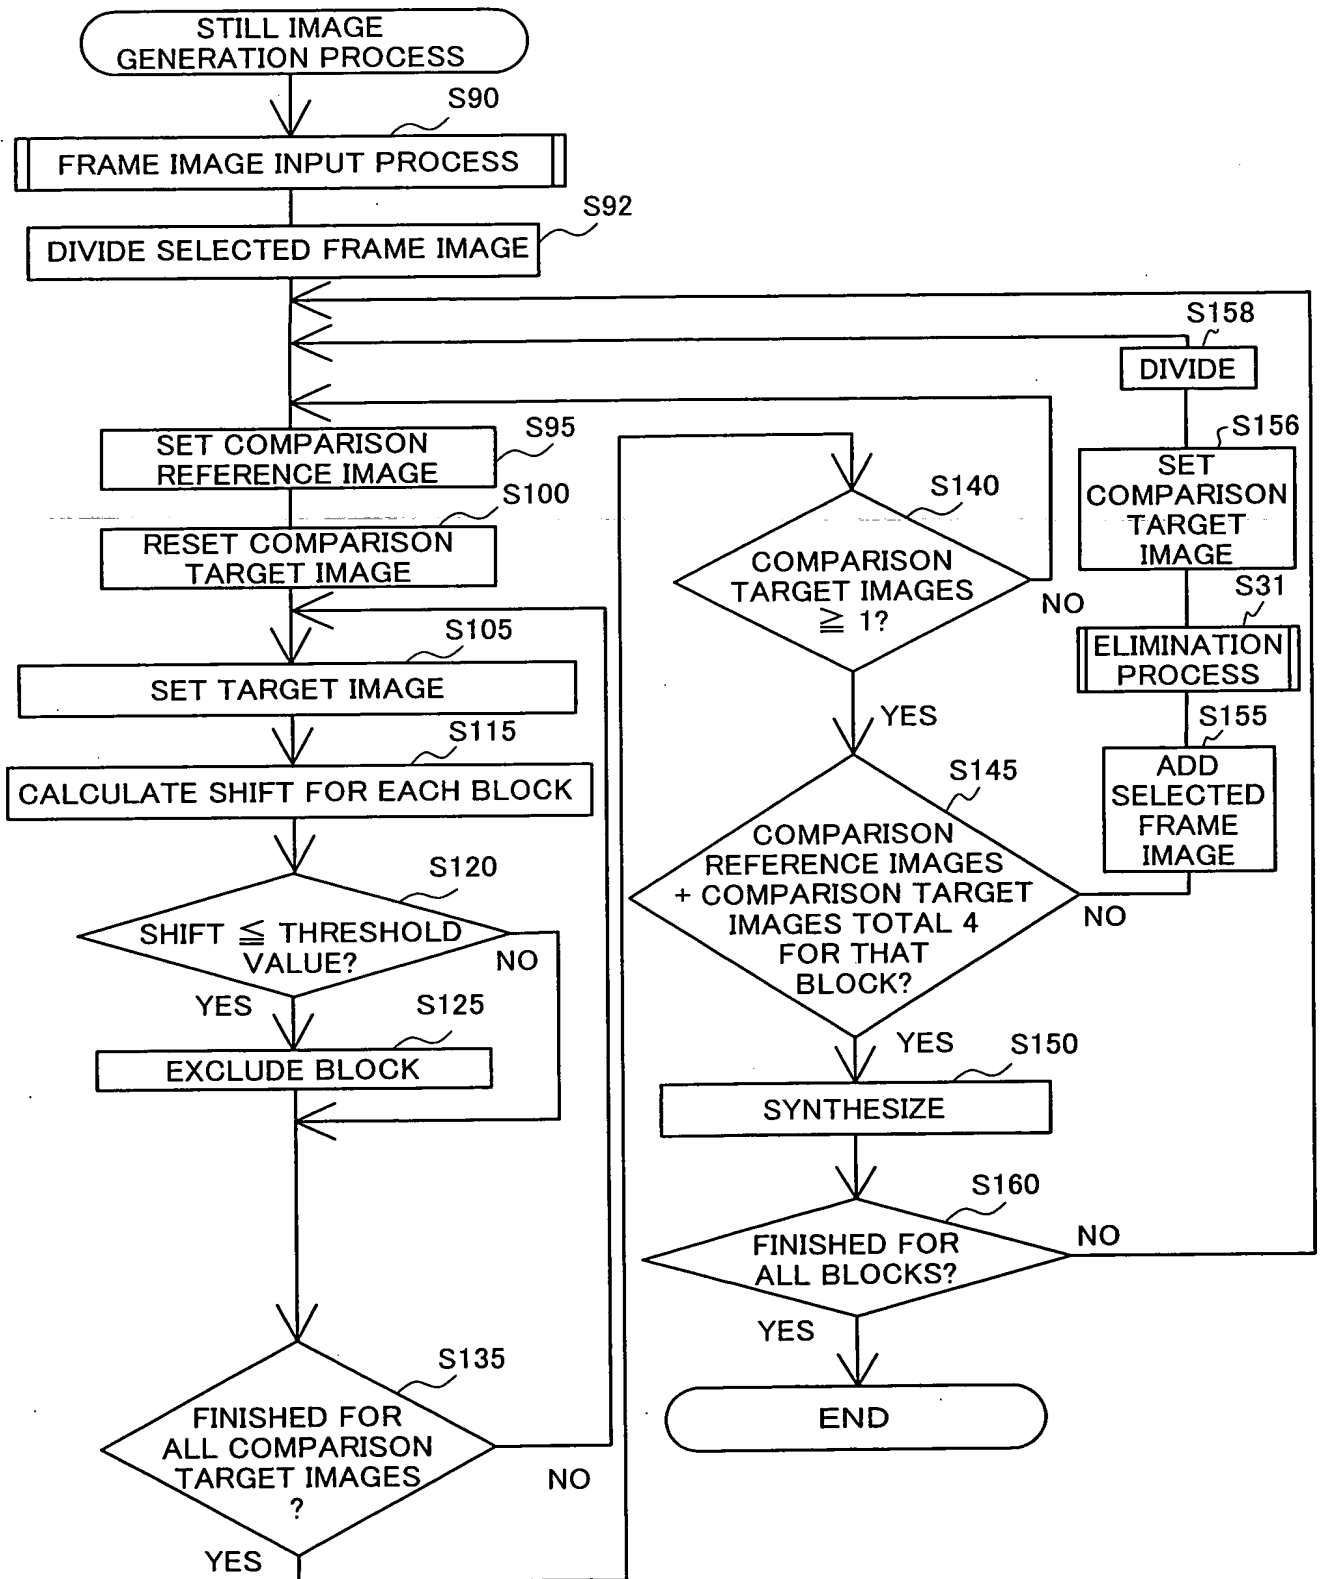 STILL IMAGE
GENERATION PROCESS
S90
FRAME IMAGE INPUT PROCESS
S92
DIVIDE SELECTED FRAME IMAGE
S95
SET COMPARISON
REFERENCE IMAGE
S100
RESET COMPARISON
TARGET IMAGE
S105
SET TARGET IMAGE
S115
CALCULATE SHIFT FOR EACH BLOCK
S120
SHIFT ≦ THRESHOLD
VALUE?
NO
YES
S125
EXCLUDE BLOCK
S135
FINISHED FOR
ALL COMPARISON
TARGET IMAGES
?
NO
YES
S140
COMPARISON
TARGET IMAGES
≧ 1?
NO
YES
S145
COMPARISON
REFERENCE IMAGES
+ COMPARISON TARGET
IMAGES TOTAL 4
FOR THAT
BLOCK?
NO
YES
S150
SYNTHESIZE
S160
FINISHED FOR
ALL BLOCKS?
NO
YES
END
S158
DIVIDE
S156
SET
COMPARISON
TARGET
IMAGE
S31
ELIMINATION
PROCESS
S155
ADD
SELECTED
FRAME
IMAGE